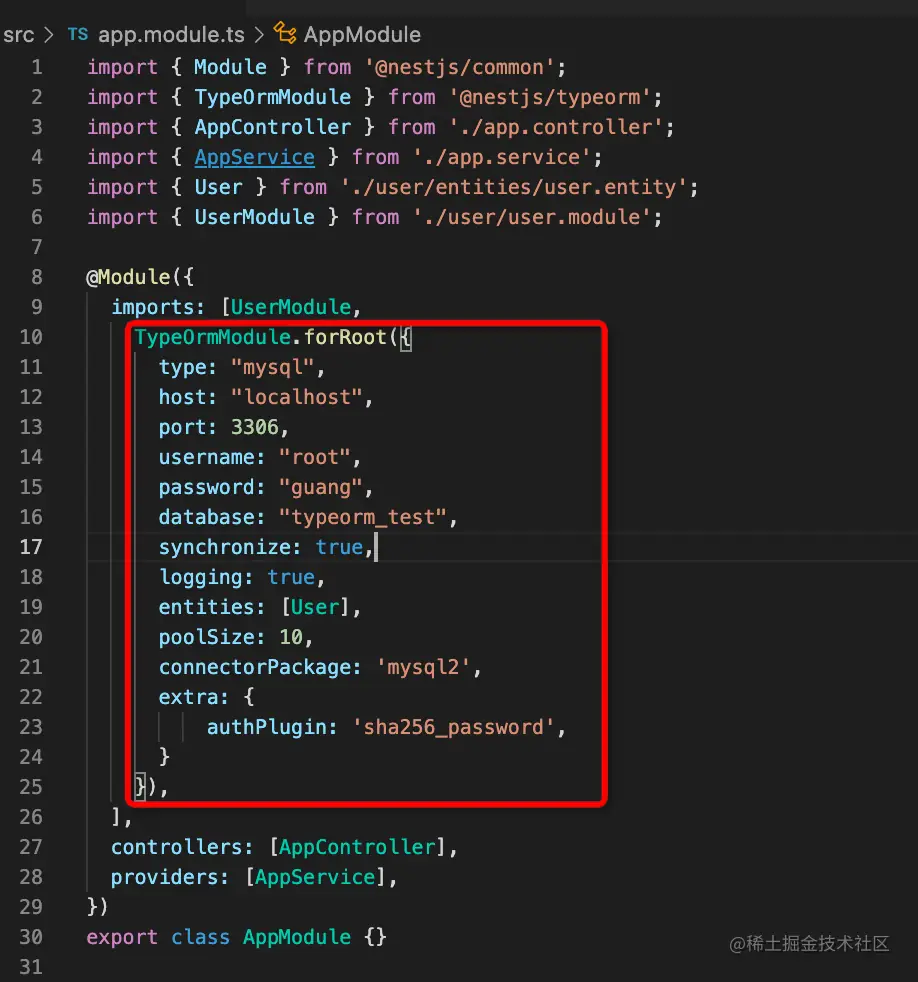 src > TS app.module.ts > AppModule
1 import { Module } from '@nestjs/common';
2 import { TypeOrmModule } from '@nestjs/typeorm';
3 import { AppController } from './app.controller';
4 import { AppService } from './app.service';
5 import { User } from './user/entities/user.entity';
6 import { UserModule } from './user/user.module';
7
8 @Module({
9   imports: [UserModule,
10     TypeOrmModule.forRoot({
11       type: "mysql",
12       host: "localhost",
13       port: 3306,
14       username: "root",
15       password: "guang",
16       database: "typeorm_test",
17       synchronize: true,
18       logging: true,
19       entities: [User],
20       poolSize: 10,
21       connectorPackage: 'mysql2',
22       extra: {
23           authPlugin: 'sha256_password',
24       }
25     }),
26   ],
27   controllers: [AppController],
28   providers: [AppService],
29 })
30 export class AppModule {}
31
@稀土掘金技术社区